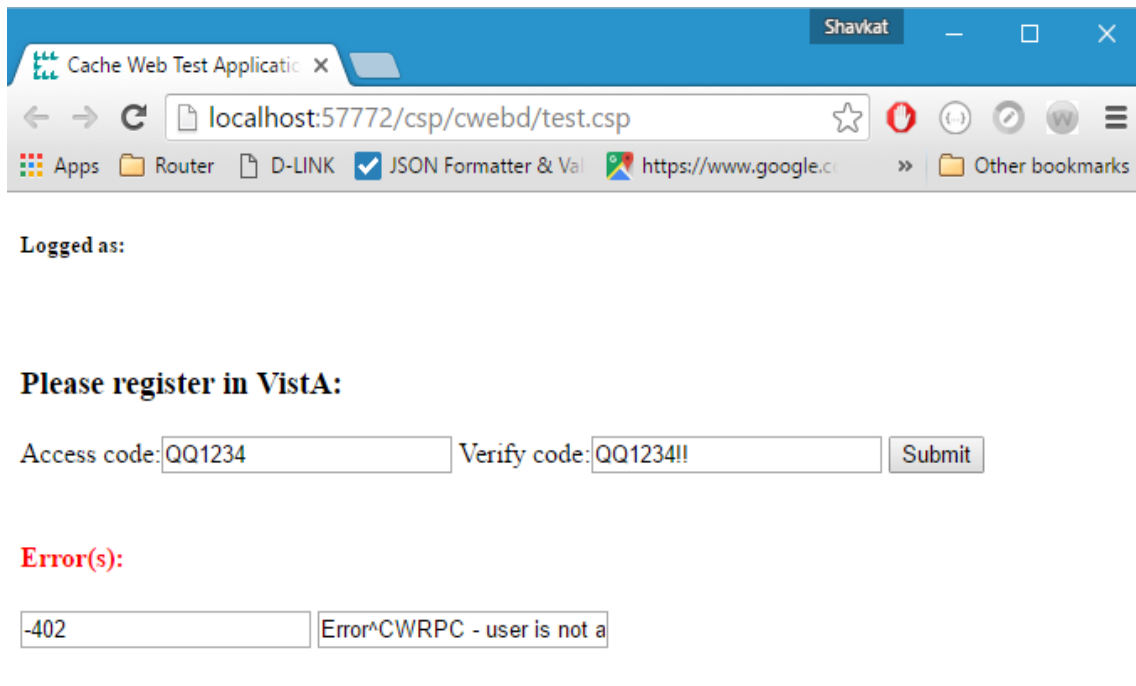 Shavkat
Cache Web Test Applicatic
localhost:57772/csp/cwebd/test.csp
Apps Router D-LINK JSON Formatter & Val https://www.google.c » Other bookmarks
Logged as:
Please register in VistA:
Access code: QQ1234 Verify code: QQ1234!! Submit
Error(s):
-402 Error^CWRPC - user is not a